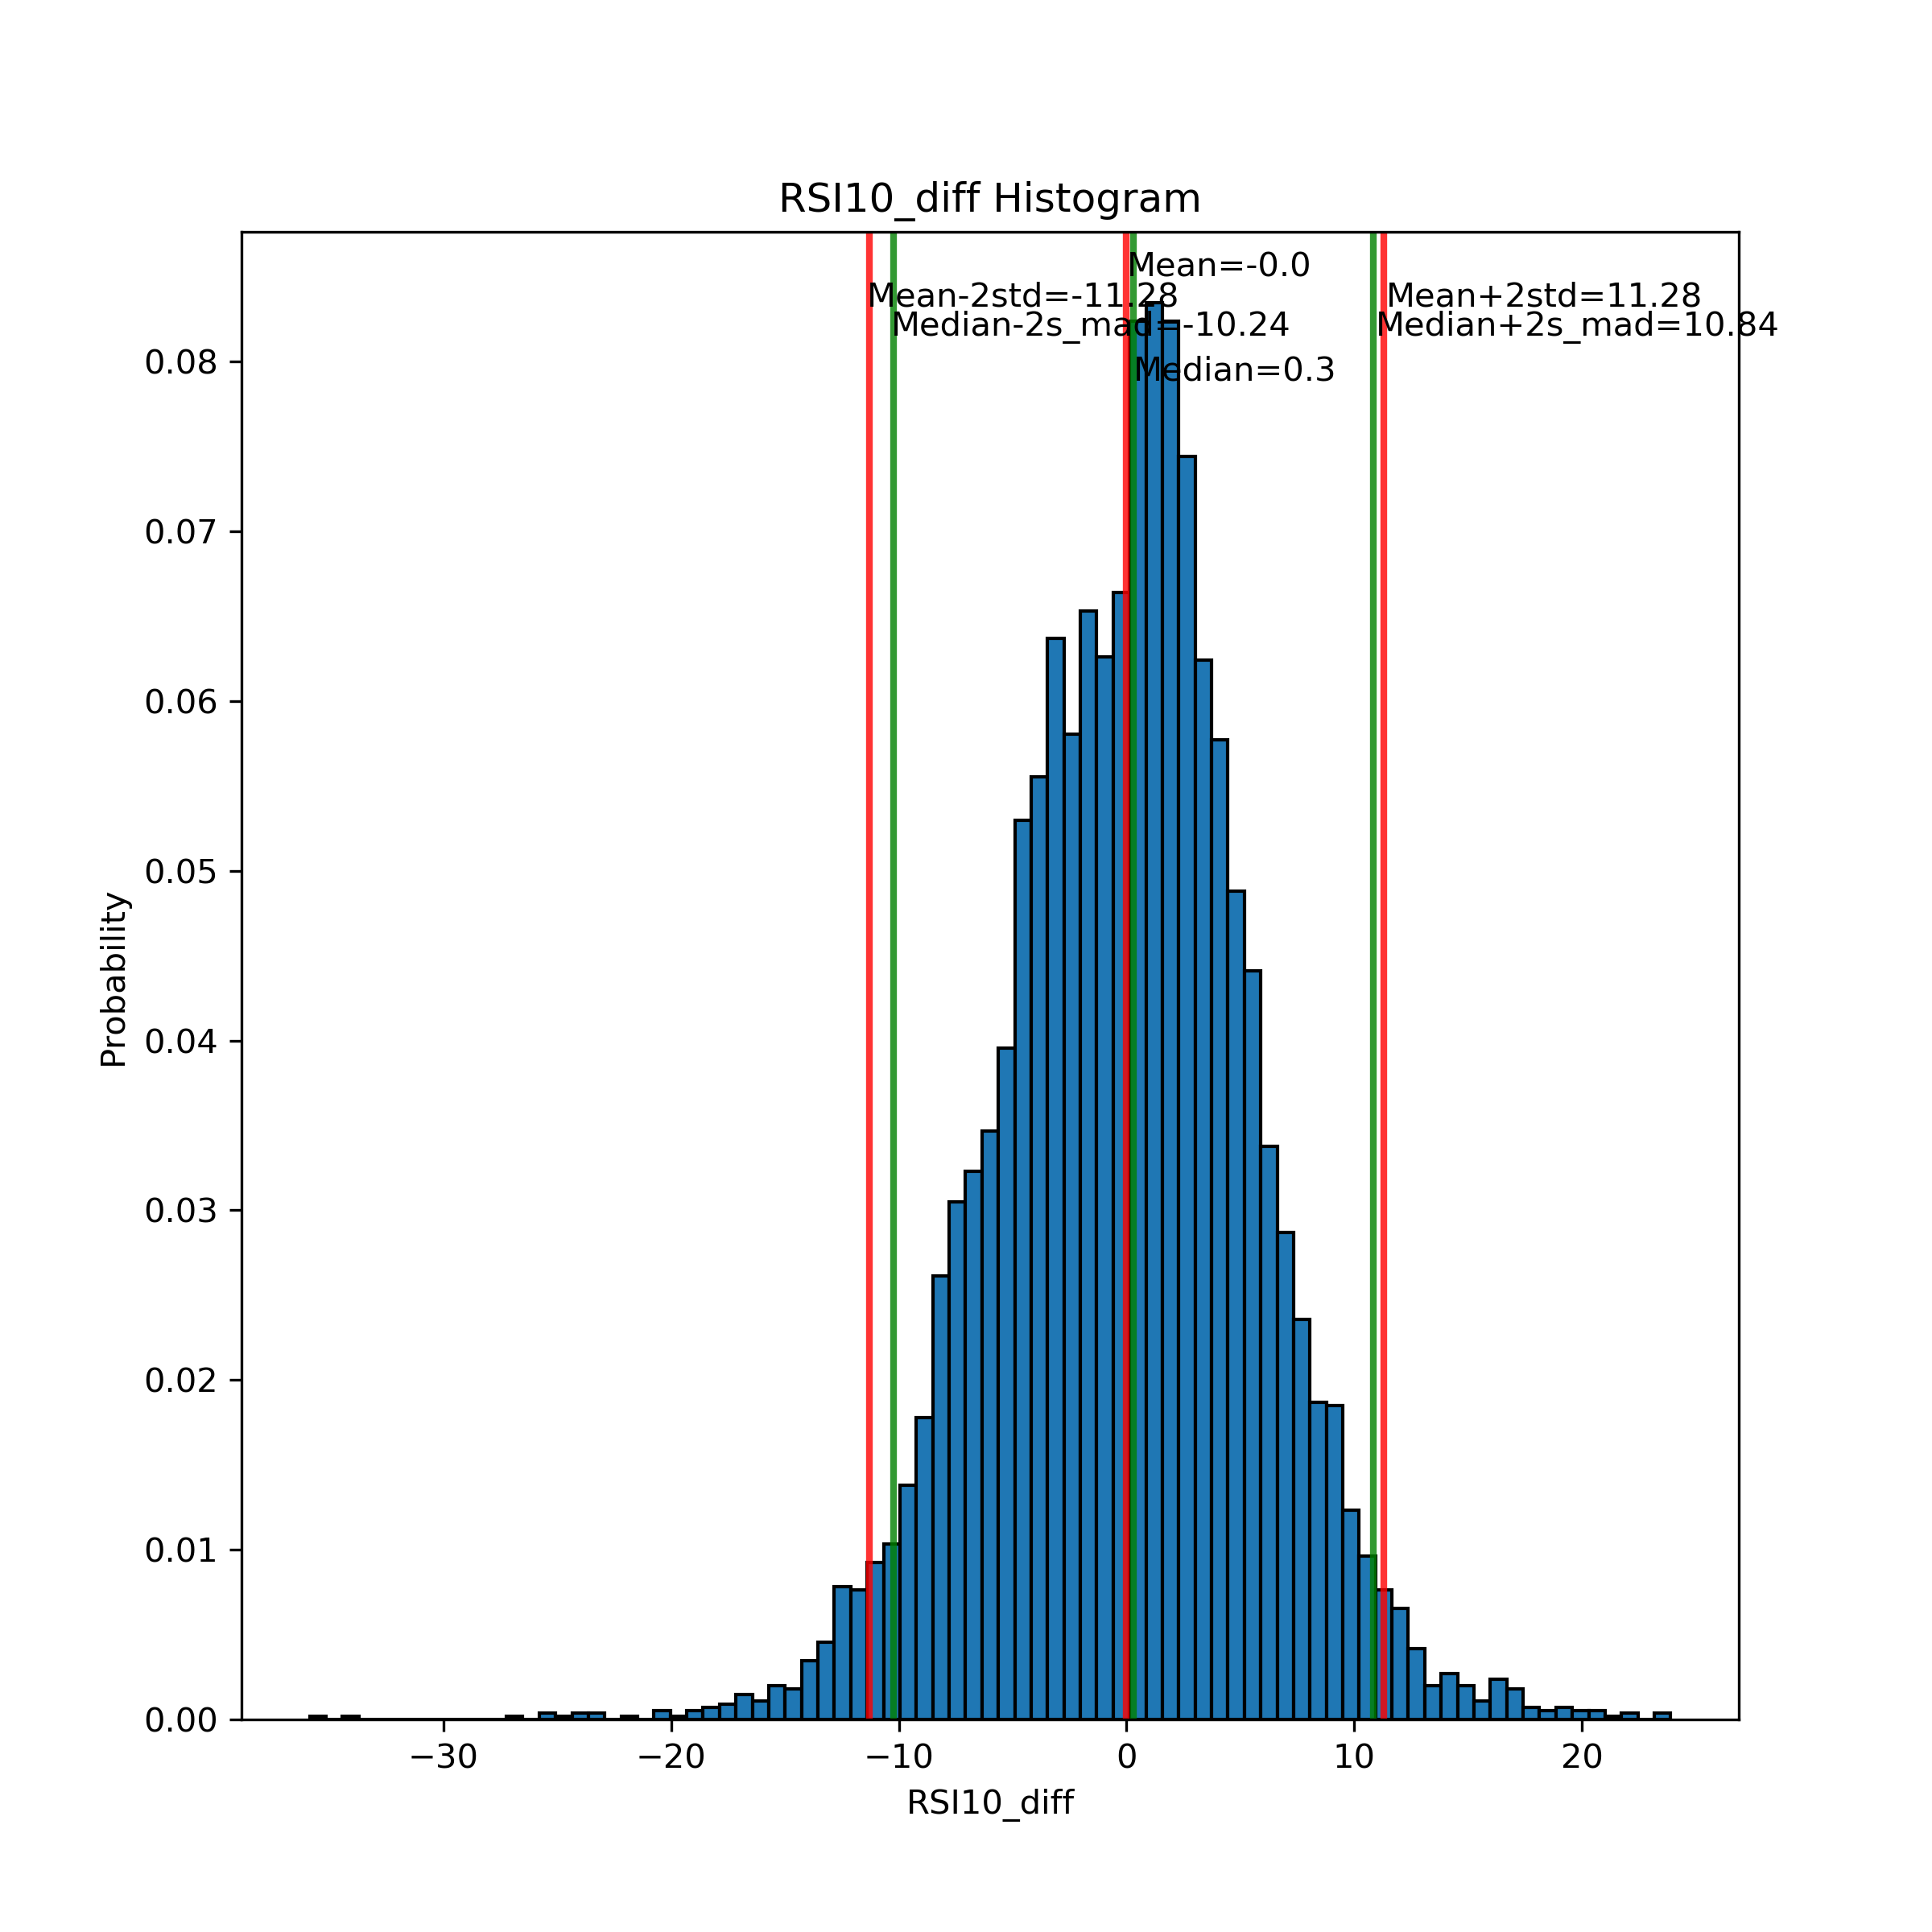 RSI10_diff Histogram
Mean=-0.0
Mean-2std=-11.28
Mean+2std=11.28
Median-2s_mad=-10.24
Median+2s_mad=10.84
Median=0.3
0.08
0.07
0.06
0.05
0.04
0.03
0.02
0.01
0.00
Probability
−30 −20 −10 0 10 20
RSI10_diff